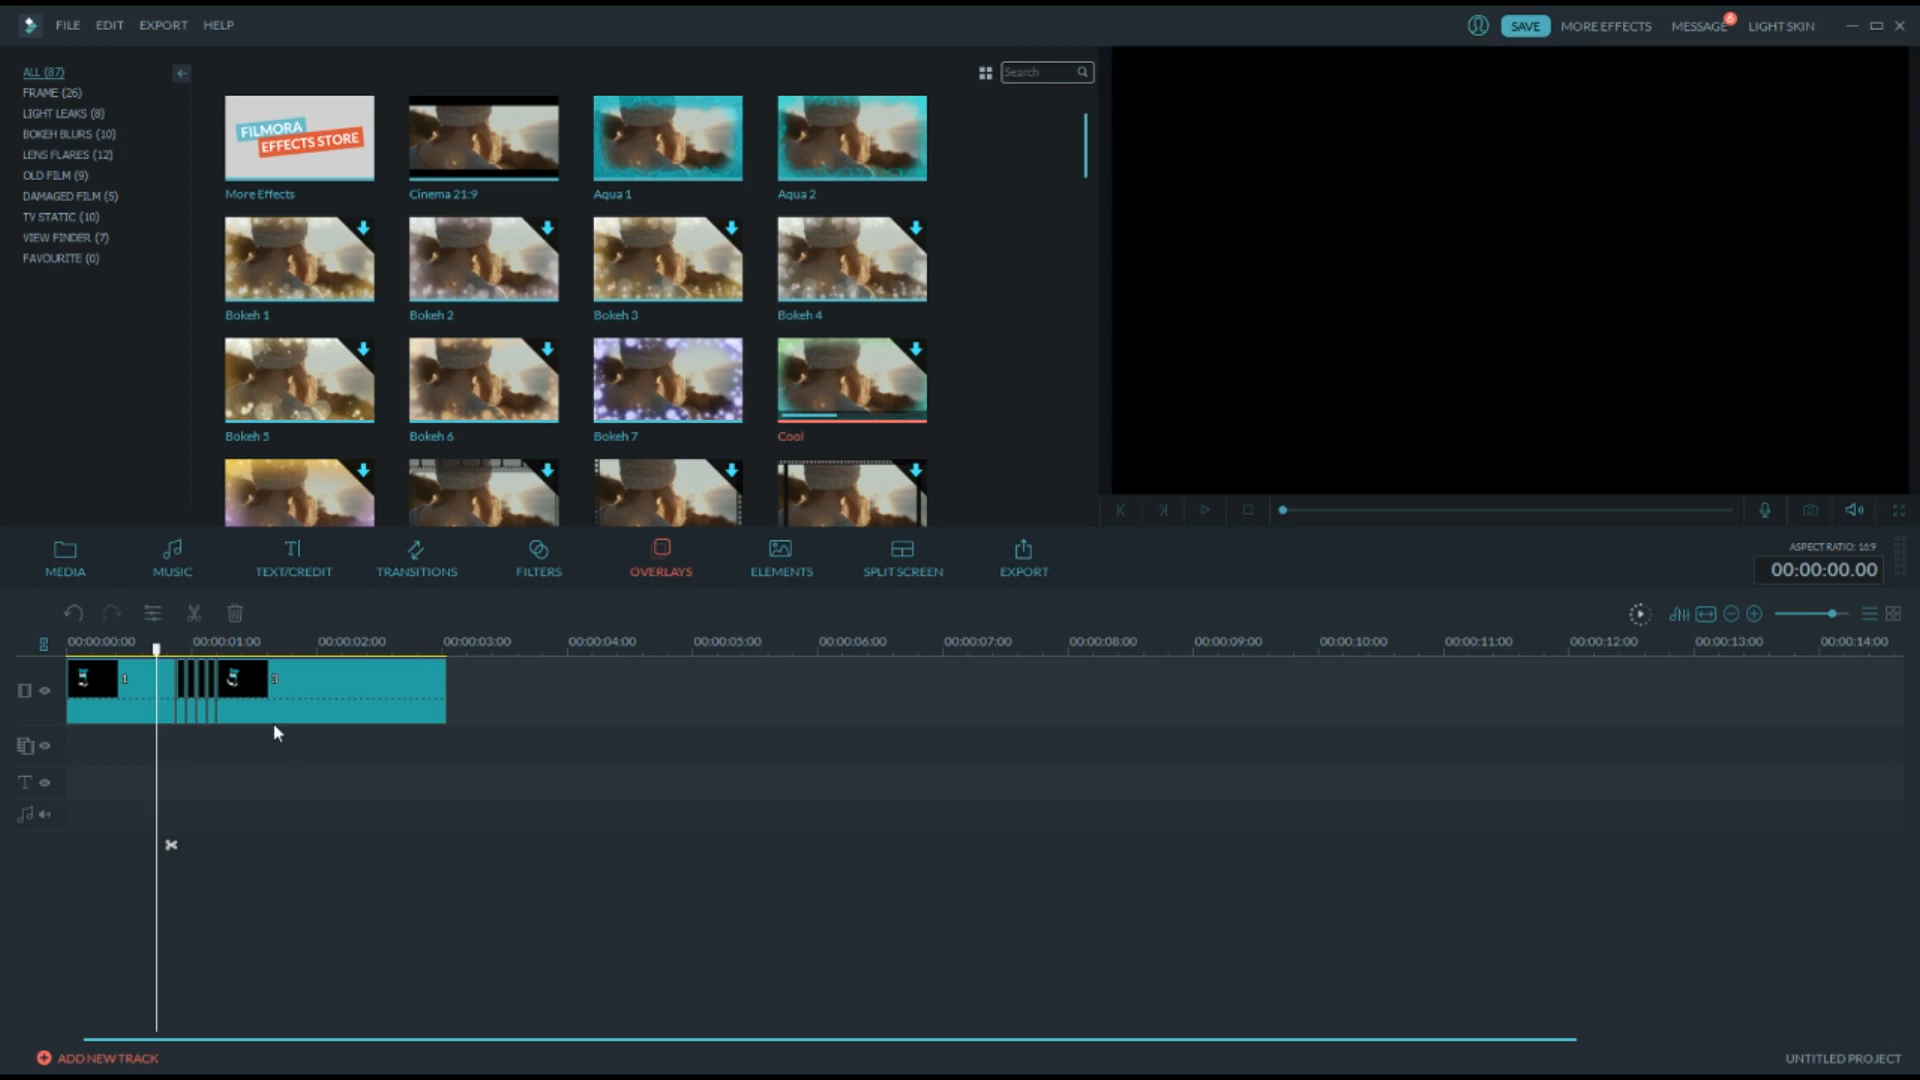 FILE EDIT EXPORT HELP
SAVE MORE EFFECTS MESSAGE 6 LIGHT SKIN
ALL (87)
FRAME (26)
LIGHT LEAKS (8)
BOKEH BLURS (10)
LENS FLARES (12)
OLD FILM (9)
DAMAGED FILM (5)
TV STATIC (10)
VIEW FINDER (7)
FAVOURITE (0)
Search
FILMORA
EFFECTS STORE
More Effects Cinema 21:9 Aqua 1 Aqua 2
Bokeh 1 Bokeh 2 Bokeh 3 Bokeh 4
Bokeh 5 Bokeh 6 Bokeh 7 Cool
MEDIA MUSIC TEXT/CREDIT TRANSITIONS FILTERS OVERLAYS ELEMENTS SPLIT SCREEN EXPORT
ASPECT RATIO: 16:9
00:00:00.00
00:00:00:00 00:00:01:00 00:00:02:00 00:00:03:00 00:00:04:00 00:00:05:00 00:00:06:00 00:00:07:00 00:00:08:00 00:00:09:00 00:00:10:00 00:00:11:00 00:00:12:00 00:00:13:00 00:00:14:00
1 3
ADD NEW TRACK
UNTITLED PROJECT